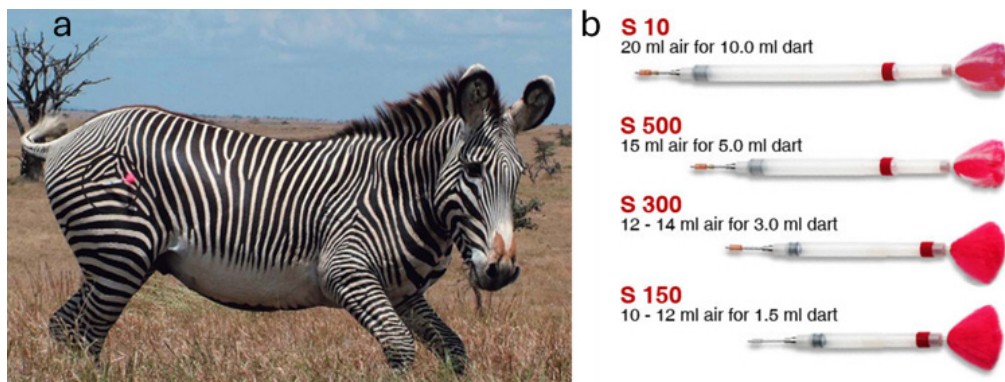 a
b
S 10
20 ml air for 10.0 ml dart
S 500
15 ml air for 5.0 ml dart
S 300
12 - 14 ml air for 3.0 ml dart
S 150
10 - 12 ml air for 1.5 ml dart